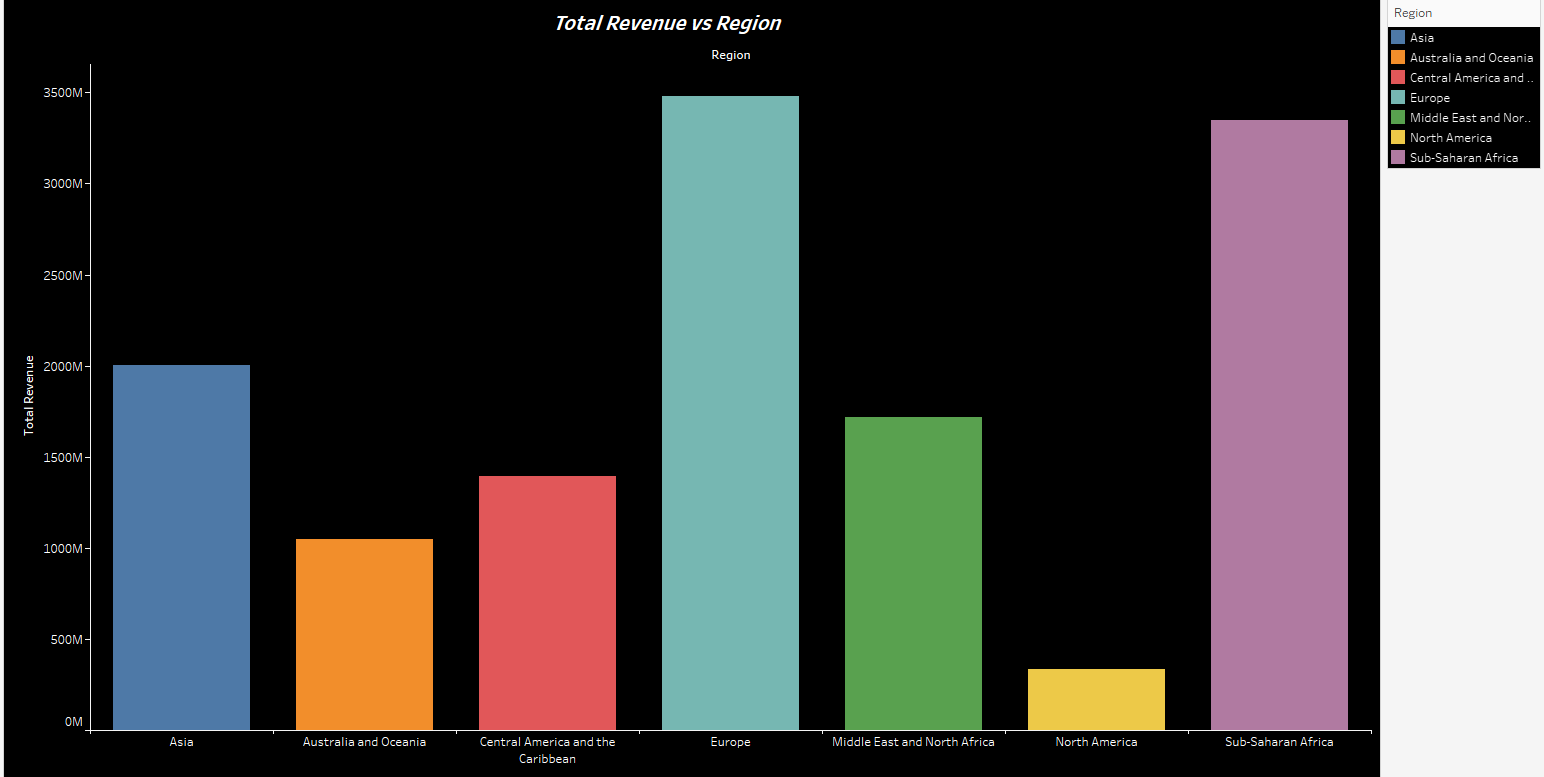 Total Revenue vs Region
Region
3500M
3000M
2500M
2000M
1500M
1000M
500M
0M
Total Revenue
Asia
Australia and Oceania
Central America and the
Caribbean
Europe
Middle East and North Africa
North America
Sub-Saharan Africa
Region
Asia
Australia and Oceania
Central America and ..
Europe
Middle East and Nor..
North America
Sub-Saharan Africa